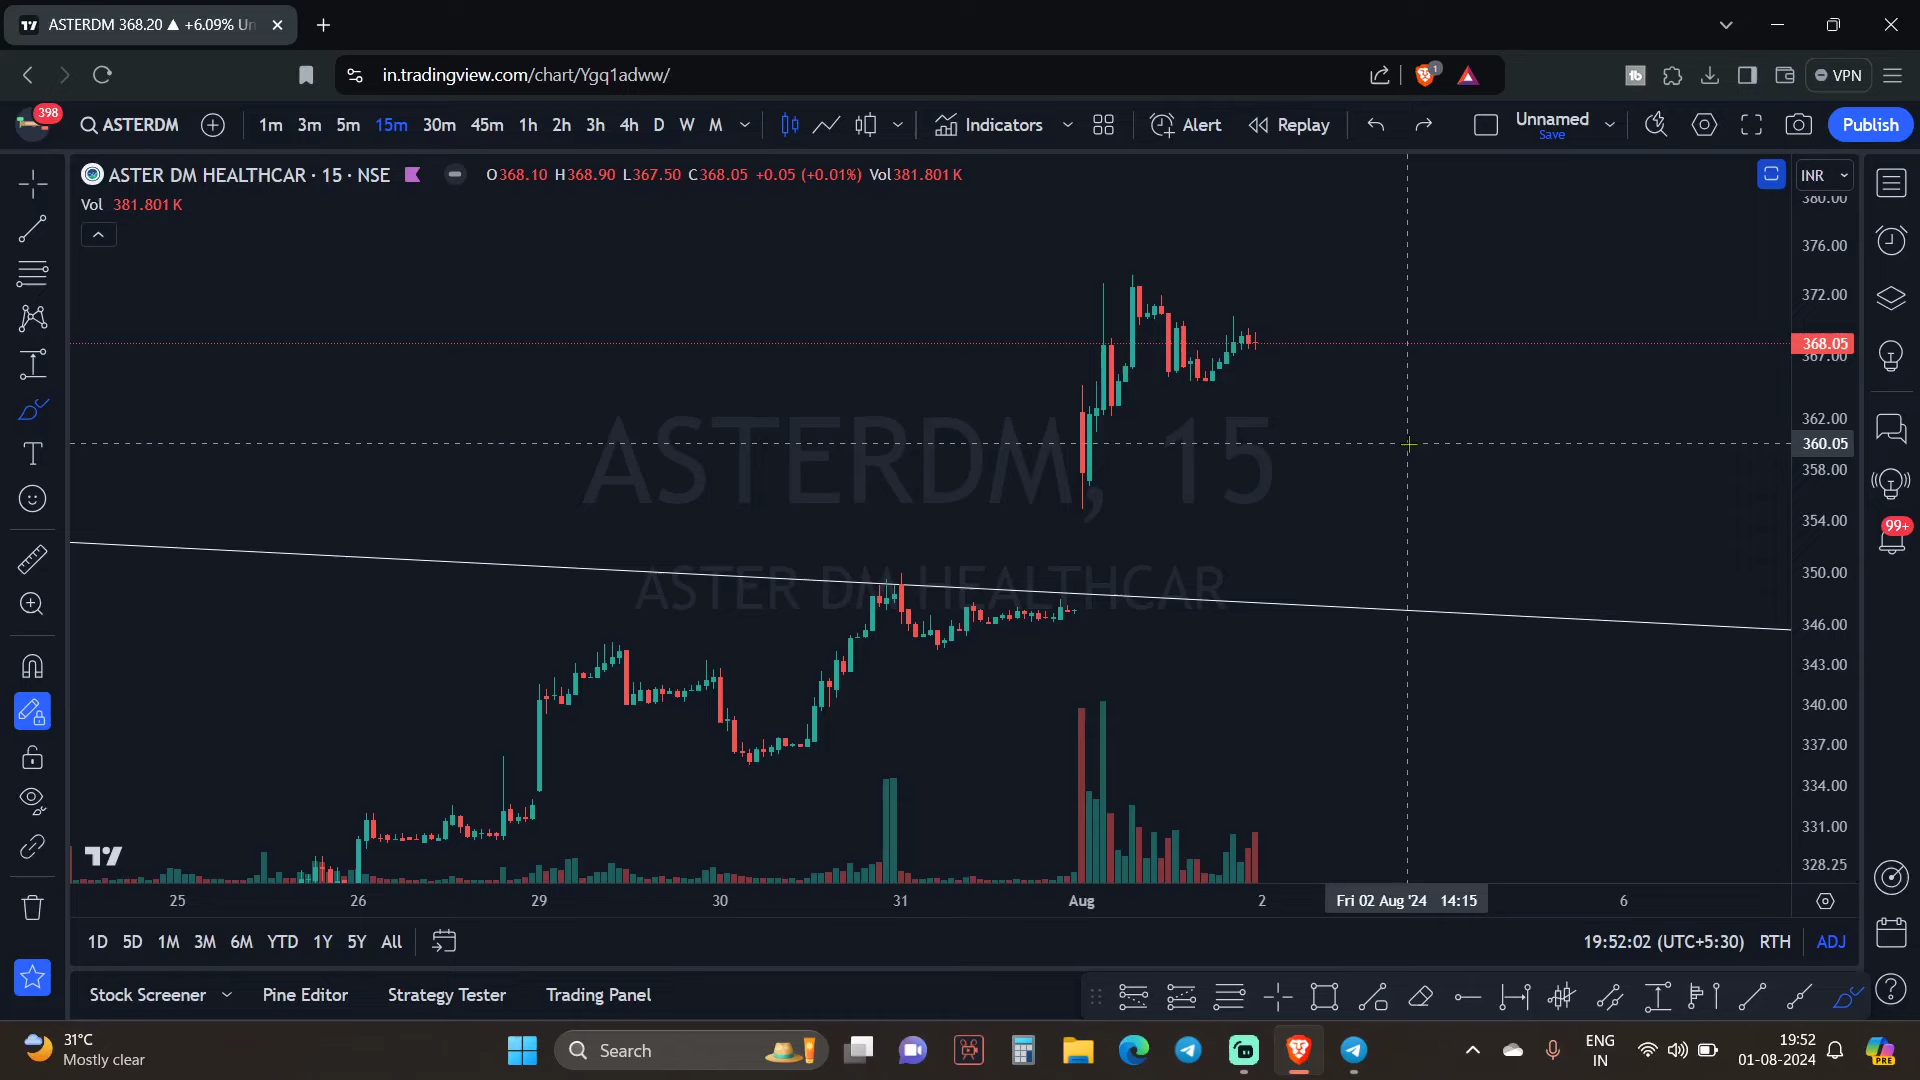 ASTERDM 368.20 ▲ +6.09% Un
in.tradingview.com/chart/Ygq1adww/
1
VPN
398
ASTERDM
1m 3m 5m 15m 30m 45m 1h 2h 3h 4h D W M
Indicators
Alert
Replay
Unnamed
Save
Publish
ASTER DM HEALTHCAR · 15 · NSE
O368.10 H368.90 L367.50 C368.05 +0.05 (+0.01%) Vol381.801 K
Vol 381.801 K
INR
380.00
376.00
372.00
368.05
367.00
362.00
360.05
358.00
354.00
350.00
346.00
343.00
340.00
337.00
334.00
331.00
328.25
ASTERDM, 15
ASTER DM HEALTHCAR
99+
25 26 29 30 31 Aug 2 Fri 02 Aug '24 14:15 6
1D 5D 1M 3M 6M YTD 1Y 5Y All
19:52:02 (UTC+5:30) RTH ADJ
Stock Screener
Pine Editor
Strategy Tester
Trading Panel
31°C
Mostly clear
Search
ENG
IN
19:52
01-08-2024
PRE